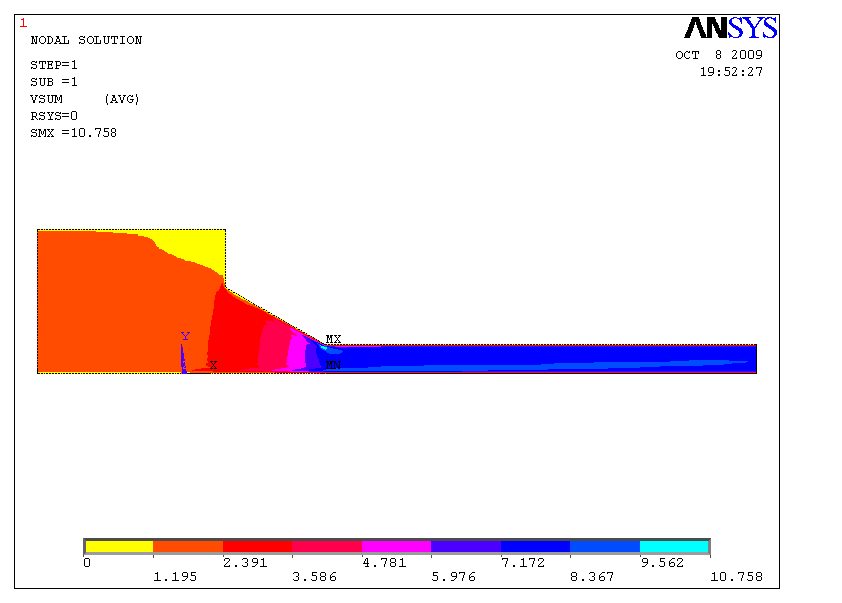 1
ANSYS
NODAL SOLUTION
OCT  8 2009
19:52:27
STEP=1
SUB =1
VSUM     (AVG)
RSYS=0
SMX =10.758
Y
X
MX
MN
0 2.391 4.781 7.172 9.562
1.195 3.586 5.976 8.367 10.758